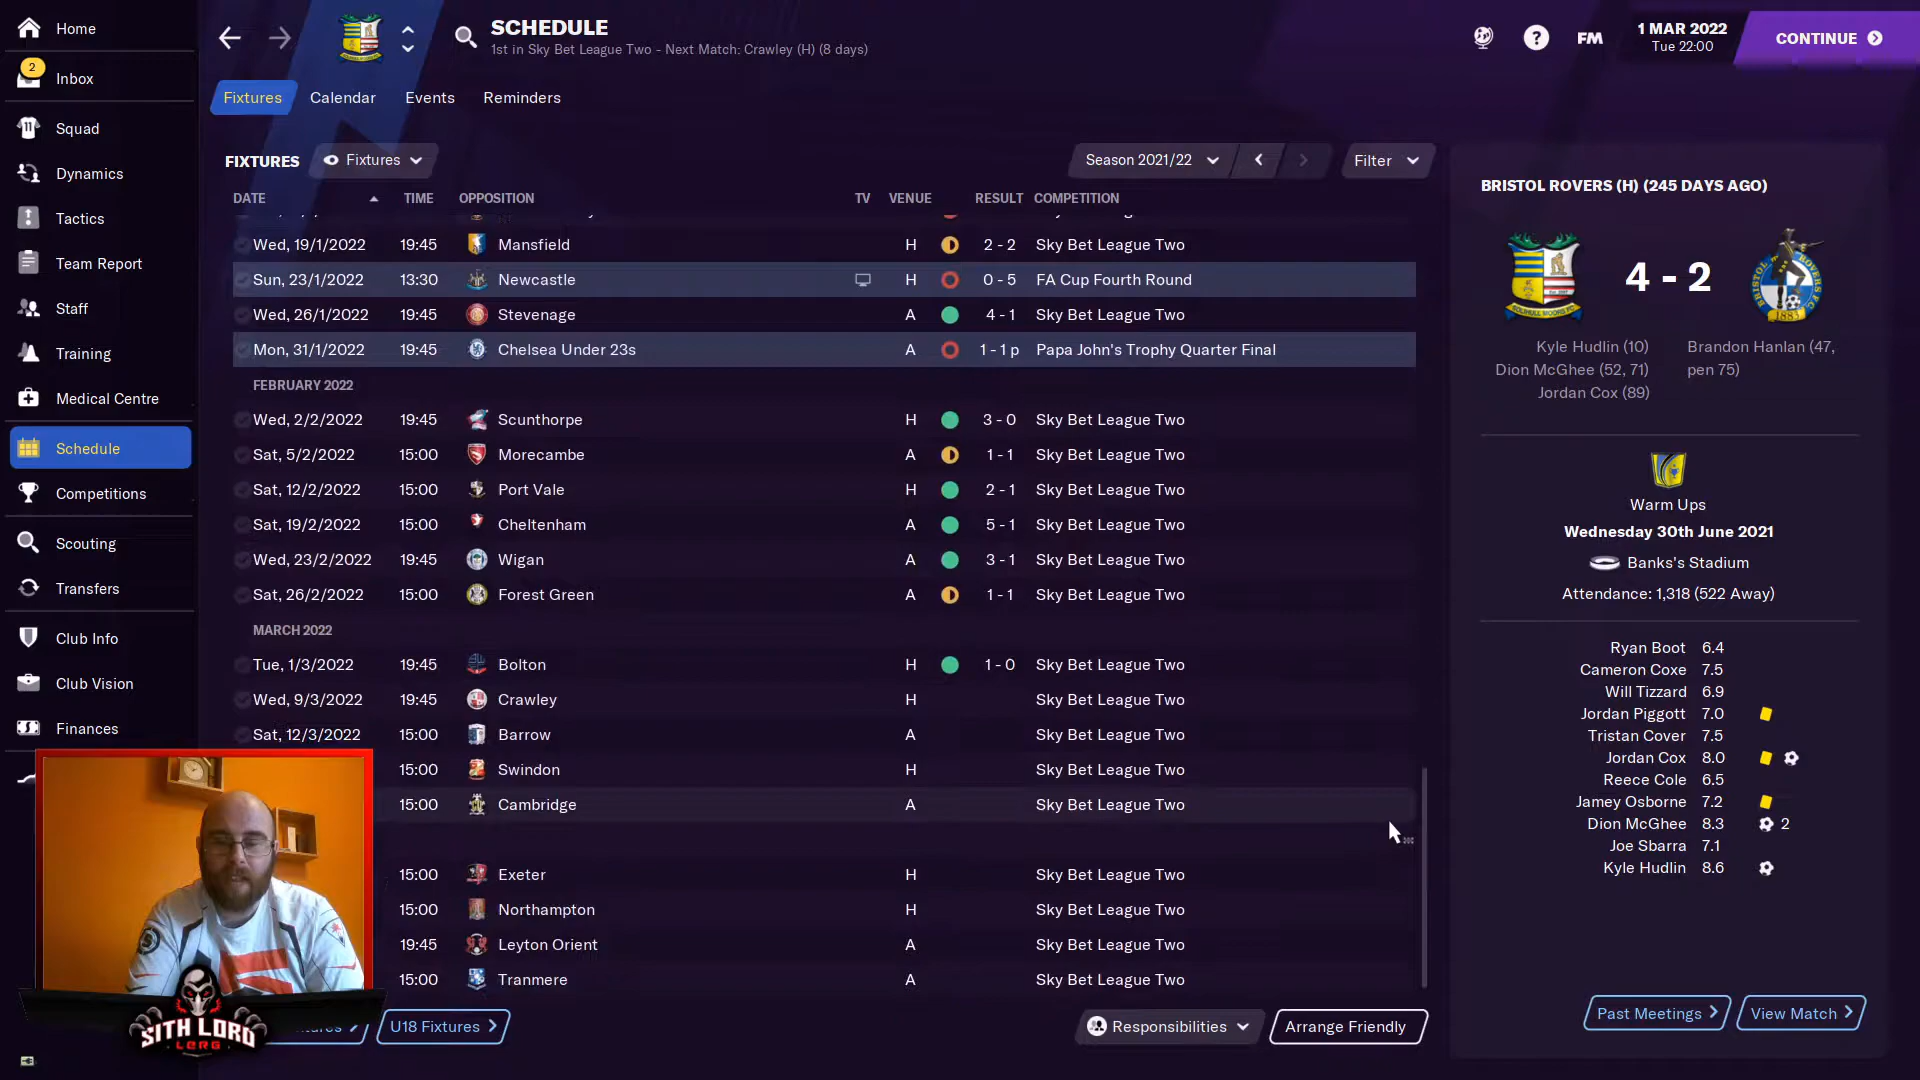 Home
2
Inbox
Squad
Dynamics
Tactics
Team Report
Staff
Training
Medical Centre
Schedule
Competitions
Scouting
Transfers
Club Info
Club Vision
Finances
SCHEDULE
1st in Sky Bet League Two - Next Match: Crawley (H) (8 days)
FM
1 MAR 2022
Tue 22:00
CONTINUE
Fixtures Calendar Events Reminders
FIXTURES Fixtures Season 2021/22 Filter
DATE TIME OPPOSITION TV VENUE RESULT COMPETITION
Wed, 19/1/2022 19:45 Mansfield H 2 - 2 Sky Bet League Two
Sun, 23/1/2022 13:30 Newcastle H 0 - 5 FA Cup Fourth Round
Wed, 26/1/2022 19:45 Stevenage A 4 - 1 Sky Bet League Two
Mon, 31/1/2022 19:45 Chelsea Under 23s A 1 - 1 p Papa John's Trophy Quarter Final
FEBRUARY 2022
Wed, 2/2/2022 19:45 Scunthorpe H 3 - 0 Sky Bet League Two
Sat, 5/2/2022 15:00 Morecambe A 1 - 1 Sky Bet League Two
Sat, 12/2/2022 15:00 Port Vale H 2 - 1 Sky Bet League Two
Sat, 19/2/2022 15:00 Cheltenham A 5 - 1 Sky Bet League Two
Wed, 23/2/2022 19:45 Wigan A 3 - 1 Sky Bet League Two
Sat, 26/2/2022 15:00 Forest Green A 1 - 1 Sky Bet League Two
MARCH 2022
Tue, 1/3/2022 19:45 Bolton H 1 - 0 Sky Bet League Two
Wed, 9/3/2022 19:45 Crawley H Sky Bet League Two
Sat, 12/3/2022 15:00 Barrow A Sky Bet League Two
15:00 Swindon H Sky Bet League Two
15:00 Cambridge A Sky Bet League Two
15:00 Exeter H Sky Bet League Two
15:00 Northampton H Sky Bet League Two
19:45 Leyton Orient A Sky Bet League Two
15:00 Tranmere A Sky Bet League Two
U18 Fixtures Responsibilities Arrange Friendly
SITH LORD
LERG
BRISTOL ROVERS (H) (245 DAYS AGO)
SOLIHULL MOORS FC
4 - 2
BRISTOL ROVERS F.C.
1883
Kyle Hudlin (10)
Dion McGhee (52, 71)
Jordan Cox (89)
Brandon Hanlan (47,
pen 75)
Warm Ups
Wednesday 30th June 2021
Banks's Stadium
Attendance: 1,318 (522 Away)
Ryan Boot 6.4
Cameron Coxe 7.5
Will Tizzard 6.9
Jordan Piggott 7.0
Tristan Cover 7.5
Jordan Cox 8.0
Reece Cole 6.5
Jamey Osborne 7.2
Dion McGhee 8.3 2
Joe Sbarra 7.1
Kyle Hudlin 8.6
Past Meetings View Match